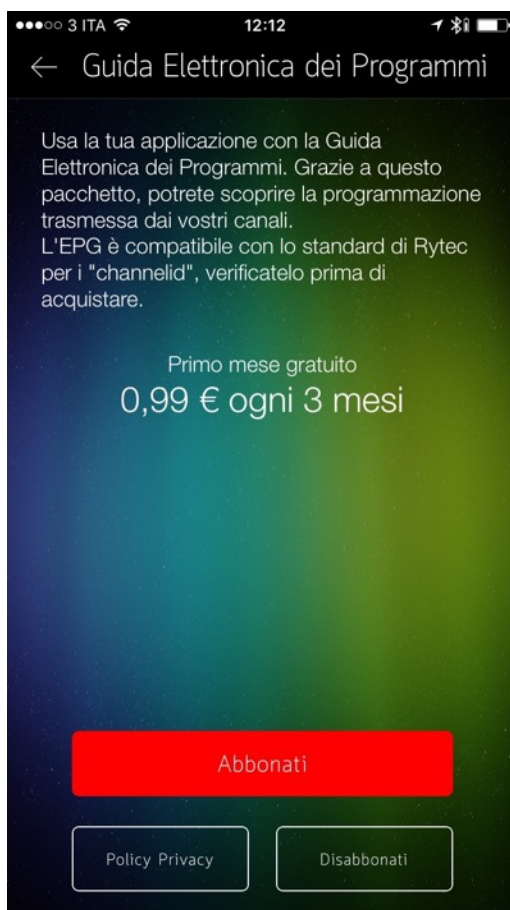 3 ITA 12:12
Guida Elettronica dei Programmi
Usa la tua applicazione con la Guida
Elettronica dei Programmi. Grazie a questo
pacchetto, potrete scoprire la programmazione
trasmessa dai vostri canali.
L'EPG è compatibile con lo standard di Rytec
per i "channelid", verificatelo prima di
acquistare.
Primo mese gratuito
0,99 € ogni 3 mesi
Abbonati
Policy Privacy
Disabbonati